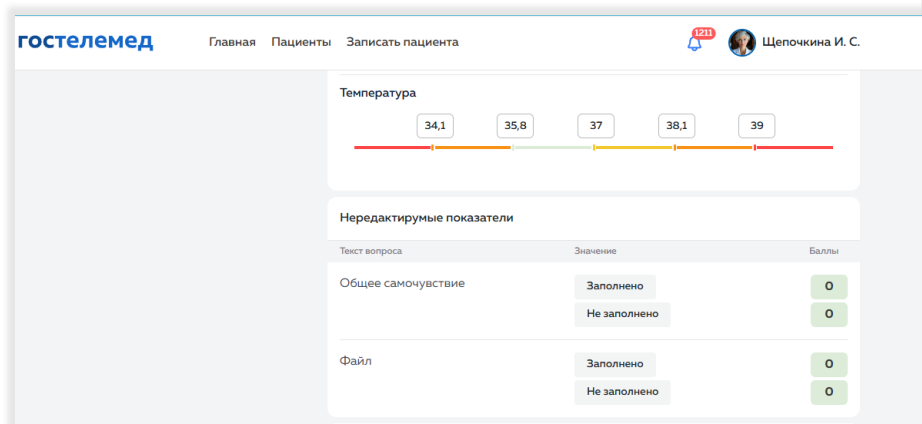 гостелемед Главная Пациенты Записать пациента 1211 Щепочкина И. С.
Температура
34,1 35,8 37 38,1 39
Нередактирумые показатели
Текст вопроса Значение Баллы
Общее самочувствие Заполнено 0
Не заполнено 0
Файл Заполнено 0
Не заполнено 0